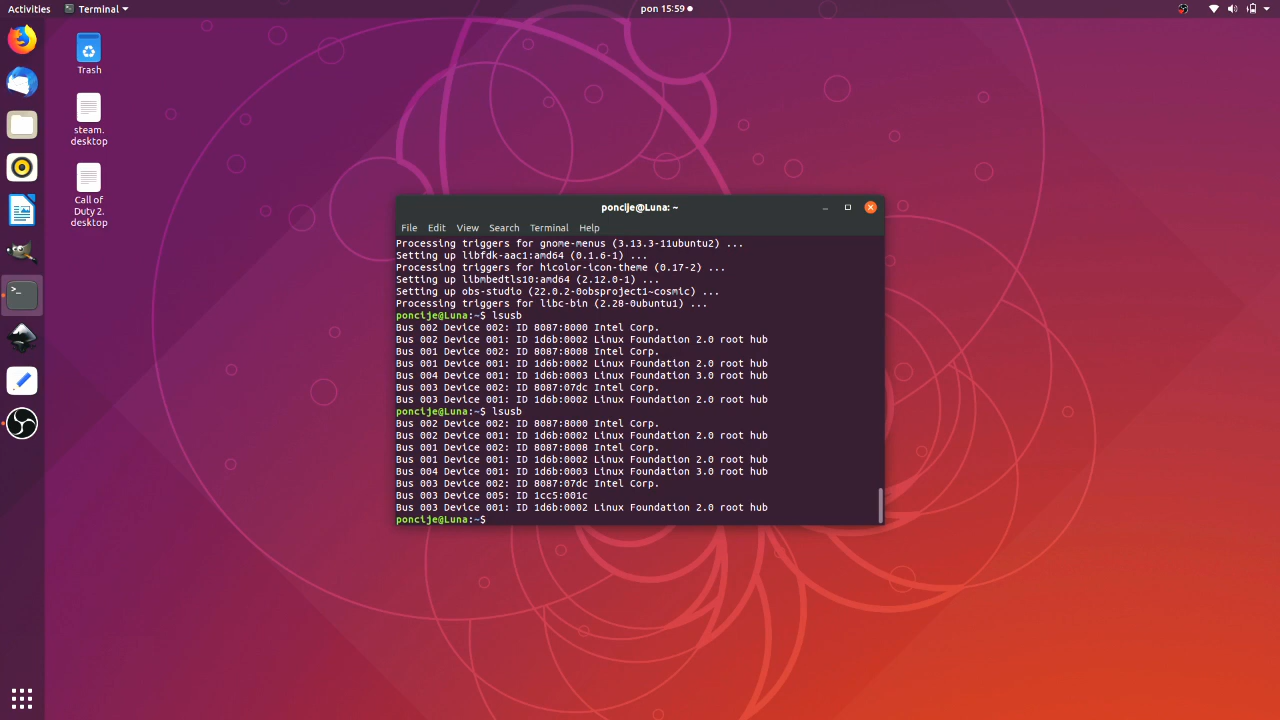 Activities
Terminal
pon 15:59
Trash
steam.
desktop
Call of
Duty 2.
desktop
poncije@Luna: ~
File Edit View Search Terminal Help
Processing triggers for gnome-menus (3.13.3-11ubuntu2) ...
Setting up libfdk-aac1:amd64 (0.1.6-1) ...
Processing triggers for hicolor-icon-theme (0.17-2) ...
Setting up libmbedtls10:amd64 (2.12.0-1) ...
Setting up obs-studio (22.0.2-0obsproject1~cosmic) ...
Processing triggers for libc-bin (2.28-0ubuntu1) ...
poncije@Luna:~$ lsusb
Bus 002 Device 002: ID 8087:8000 Intel Corp.
Bus 002 Device 001: ID 1d6b:0002 Linux Foundation 2.0 root hub
Bus 001 Device 002: ID 8087:8008 Intel Corp.
Bus 001 Device 001: ID 1d6b:0002 Linux Foundation 2.0 root hub
Bus 004 Device 001: ID 1d6b:0003 Linux Foundation 3.0 root hub
Bus 003 Device 002: ID 8087:07dc Intel Corp.
Bus 003 Device 001: ID 1d6b:0002 Linux Foundation 2.0 root hub
poncije@Luna:~$ lsusb
Bus 002 Device 002: ID 8087:8000 Intel Corp.
Bus 002 Device 001: ID 1d6b:0002 Linux Foundation 2.0 root hub
Bus 001 Device 002: ID 8087:8008 Intel Corp.
Bus 001 Device 001: ID 1d6b:0002 Linux Foundation 2.0 root hub
Bus 004 Device 001: ID 1d6b:0003 Linux Foundation 3.0 root hub
Bus 003 Device 002: ID 8087:07dc Intel Corp.
Bus 003 Device 005: ID 1cc5:001c
Bus 003 Device 001: ID 1d6b:0002 Linux Foundation 2.0 root hub
poncije@Luna:~$